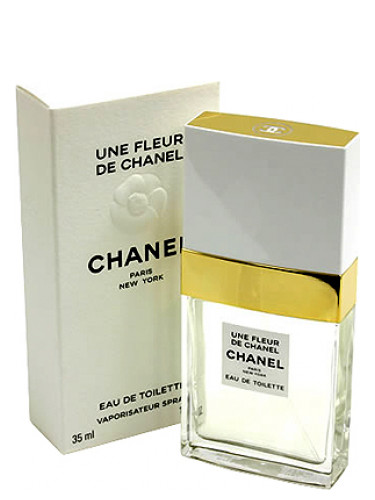 UNE FLEUR
DE CHANEL
CHANEL
PARIS
NEW YORK
EAU DE TOILETTE
VAPORISATEUR SPRAY
35 ml
UNE FLEUR
DE CHANEL
CHANEL
PARIS
NEW YORK
EAU DE TOILETTE